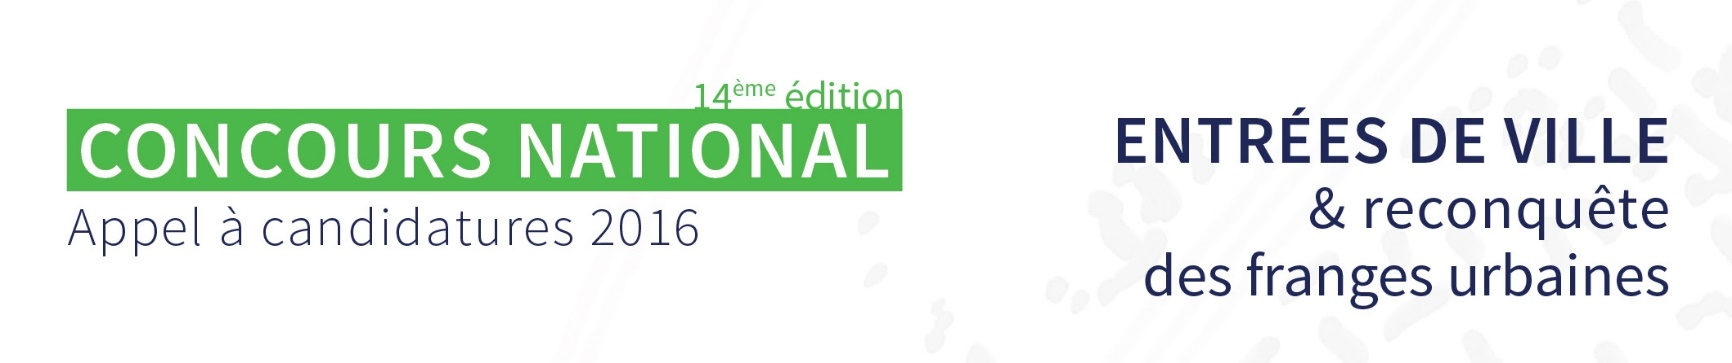 14ème édition
CONCOURS NATIONAL
Appel à candidatures 2016
ENTRÉES DE VILLE
& reconquête
des franges urbaines